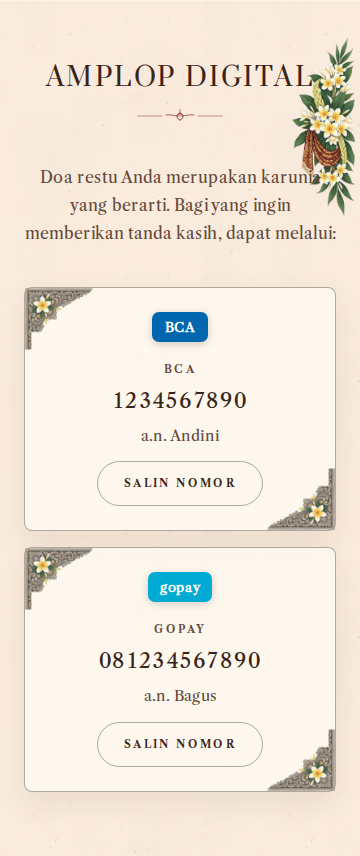 AMPLOP DIGITAL
Doa restu Anda merupakan karunia
yang berarti. Bagi yang ingin
memberikan tanda kasih, dapat melalui:
BCA
BCA
1234567890
a.n. Andini
SALIN NOMOR
gopay
GOPAY
081234567890
a.n. Bagus
SALIN NOMOR